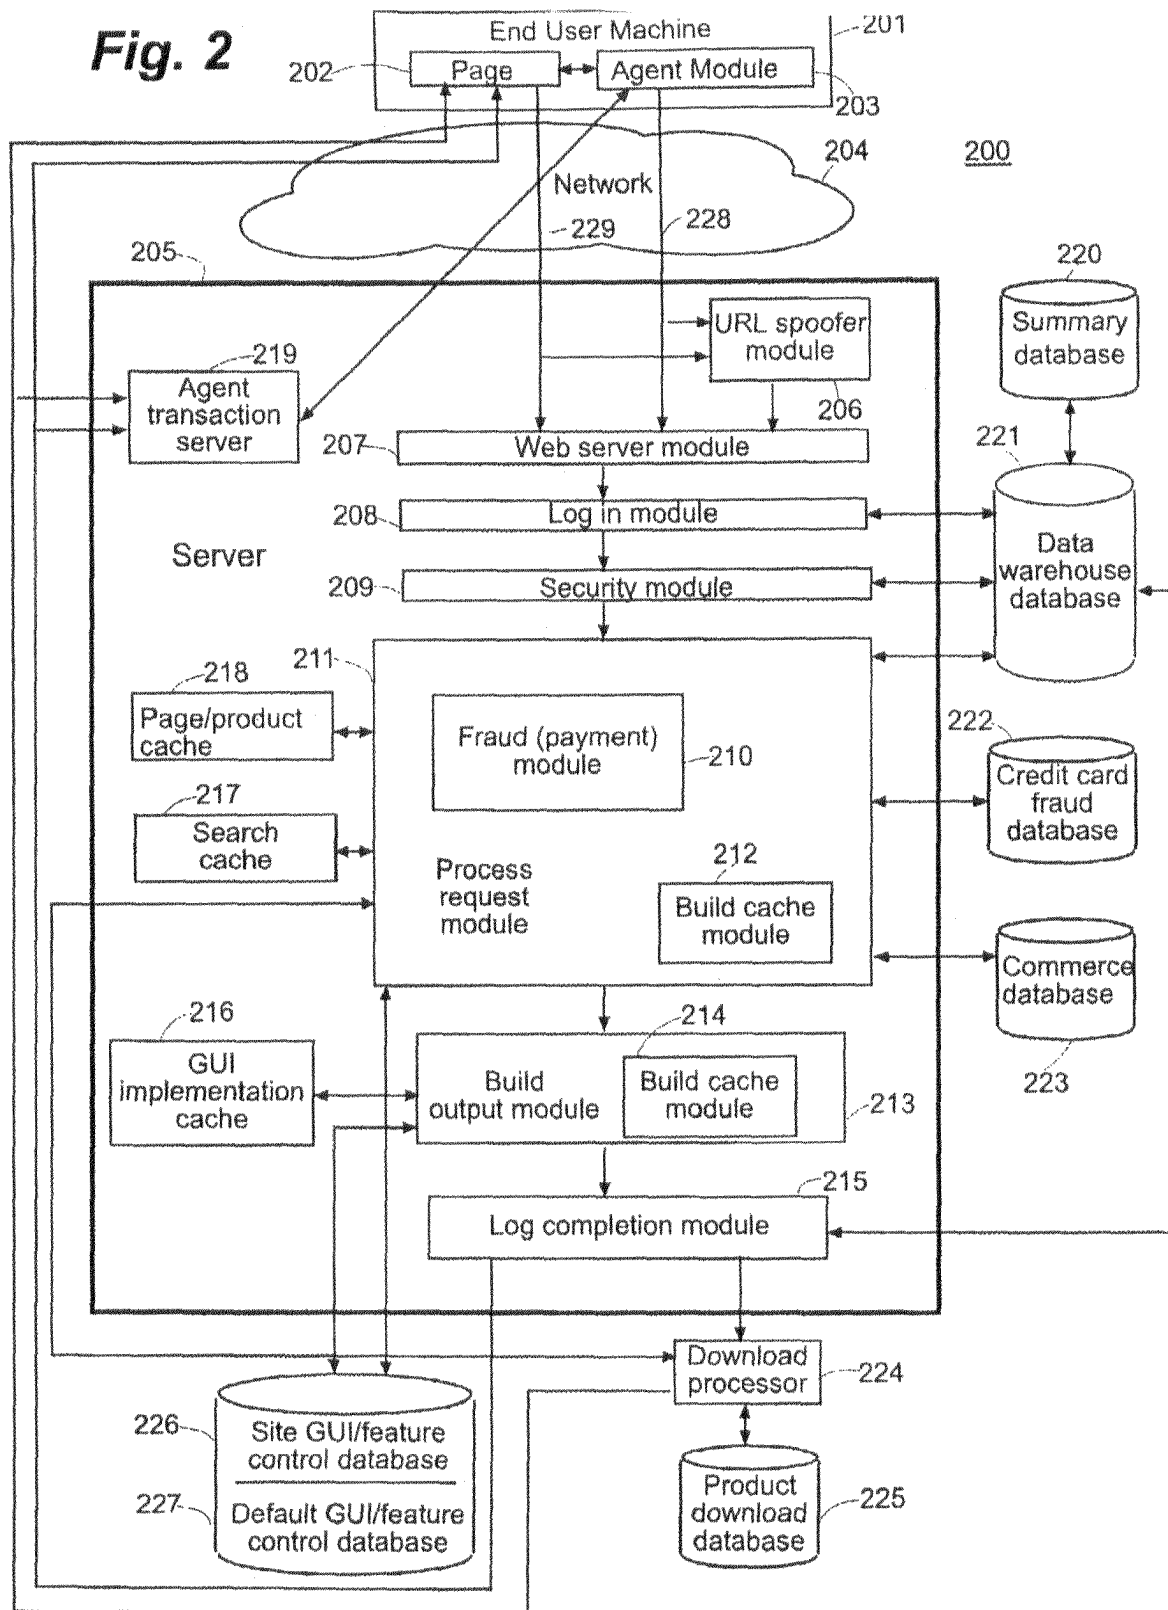 Fig. 2
End User Machine
201
202
Page
Agent Module
203
204
200
Network
229
228
205
220
URL spoofer
module
Summary
database
219
Agent
transaction
server
206
221
207
Web server module
208
Log in module
Server
Data
warehouse
database
209
Security module
211
218
Page/product
cache
Fraud (payment)
module
210
222
Credit card
fraud
database
217
Search
cache
Process
request
module
212
Build cache
module
Commerce
database
216
214
GUI
implementation
cache
Build
output module
Build cache
module
213
223
215
Log completion module
Download
processor
224
226
Site GUI/feature
control database
227
Default GUI/feature
control database
Product
download
database
225